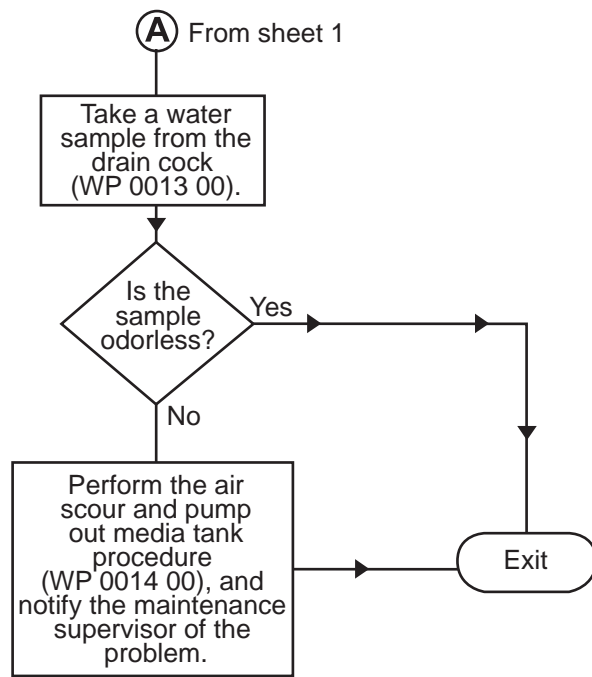 A From sheet 1
Take a water
sample from the
drain cock
(WP 0013 00).
Is the
sample
odorless?
Yes
No
Perform the air
scour and pump
out media tank
procedure
(WP 0014 00), and
notify the maintenance
supervisor of the
problem.
Exit